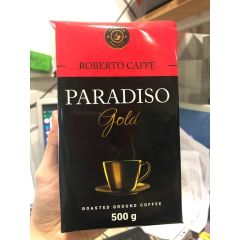 ROBERTO CAFFÈ
PARADISO
Gold
ROASTED GROUND COFFEE
500 g